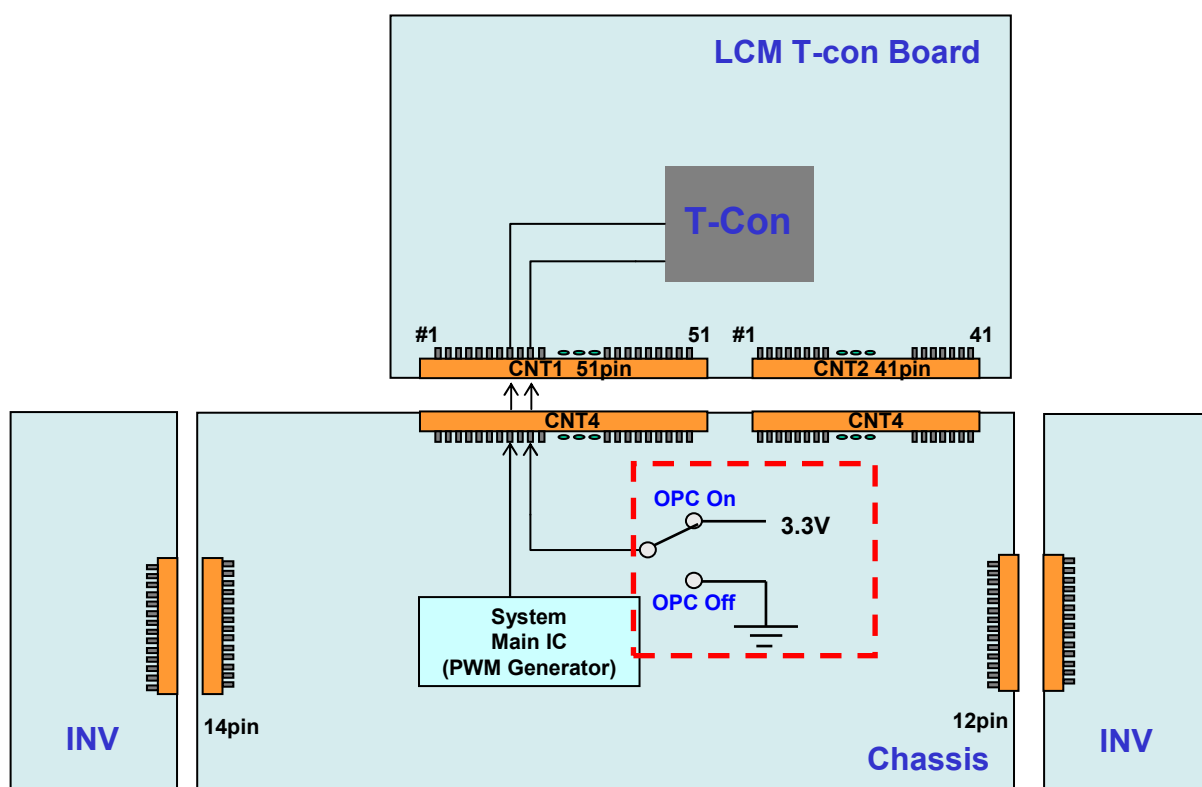 LCM T-con Board
T-Con
#1
51
#1
41
CNT1 51pin
CNT2 41pin
CNT4
CNT4
OPC On
3.3V
OPC Off
System
Main IC
(PWM Generator)
14pin
12pin
INV
Chassis
INV